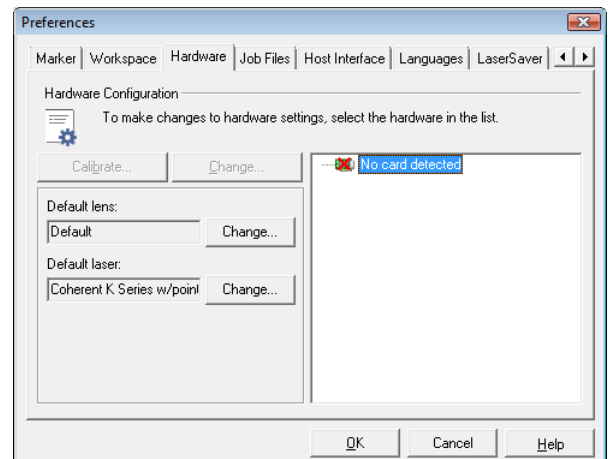 Preferences
Marker Workspace Hardware Job Files Host Interface Languages LaserSaver
Hardware Configuration
To make changes to hardware settings, select the hardware in the list.
Calibrate... Change...
No card detected
Default lens:
Default Change...
Default laser:
Coherent K Series w/point Change...
OK Cancel Help